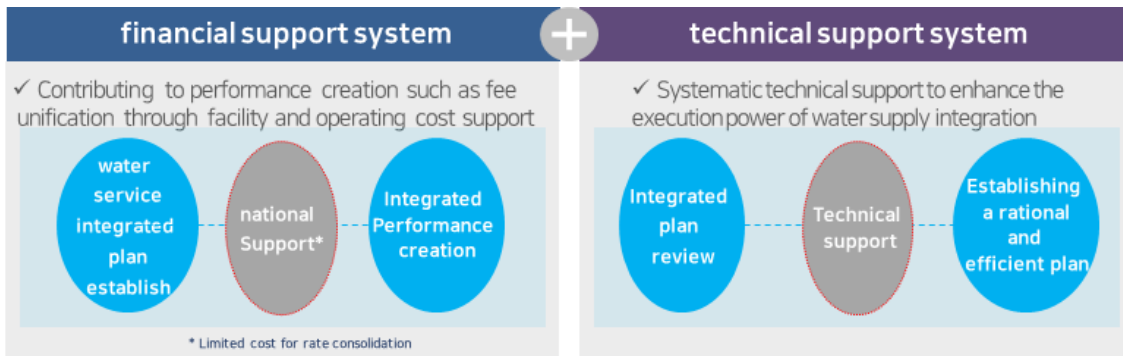 financial support system
+
technical support system
✓ Contributing to performance creation such as fee
unification through facility and operating cost support
water
service
integrated
plan
establish
national
Support*
Integrated
Performance
creation
* Limited cost for rate consolidation
✓ Systematic technical support to enhance the
execution power of water supply integration
Integrated
plan
review
Technical
support
Establishing
a rational
and
efficient plan